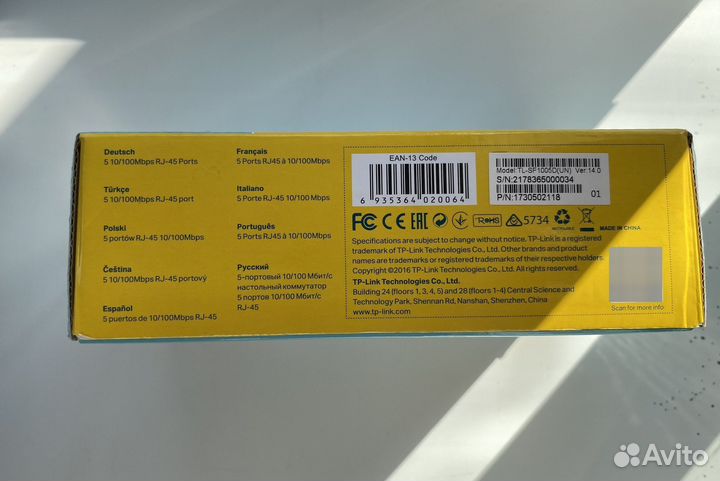 Deutsch
5 10/100Mbps RJ-45 Ports
Türkçe
5 10/100Mbps RJ-45 port
Polski
5 portów RJ-45 10/100Mbps
Čeština
5 10/100Mbps RJ-45 portový
Español
5 puertos de 10/100Mbps RJ-45
Français
5 Ports RJ45 à 10/100Mbps
Italiano
5 Porte RJ-45 10/100Mbps
Português
5 Ports RJ45 à 10/100Mbps
Русский
5-портовый 10/100 Мбит/с
настольный коммутатор
5 портов 10/100 Мбит/с
RJ-45
EAN-13 Code
6 935364 020064
Model: TL-SF1005D(UN) Ver:14.0
S/N:2178365000034
P/N:1730502118 01
FC CE EAC RoHS 5734 RECYCLABLE MADE IN CHINA
Specifications are subject to change without notice. TP-Link is a registered
trademark of TP-Link Technologies Co., Ltd. Other brands and product
names are trademarks or registered trademarks of their respective holders.
Copyright ©2016 TP-Link Technologies Co., Ltd. All rights reserved.
TP-Link Technologies Co., Ltd.
Building 24 (floors 1, 3, 4, 5) and 28 (floors 1-4) Central Science and
Technology Park, Shennan Rd, Nanshan, Shenzhen, China
www.tp-link.com
Scan for more info
Avito